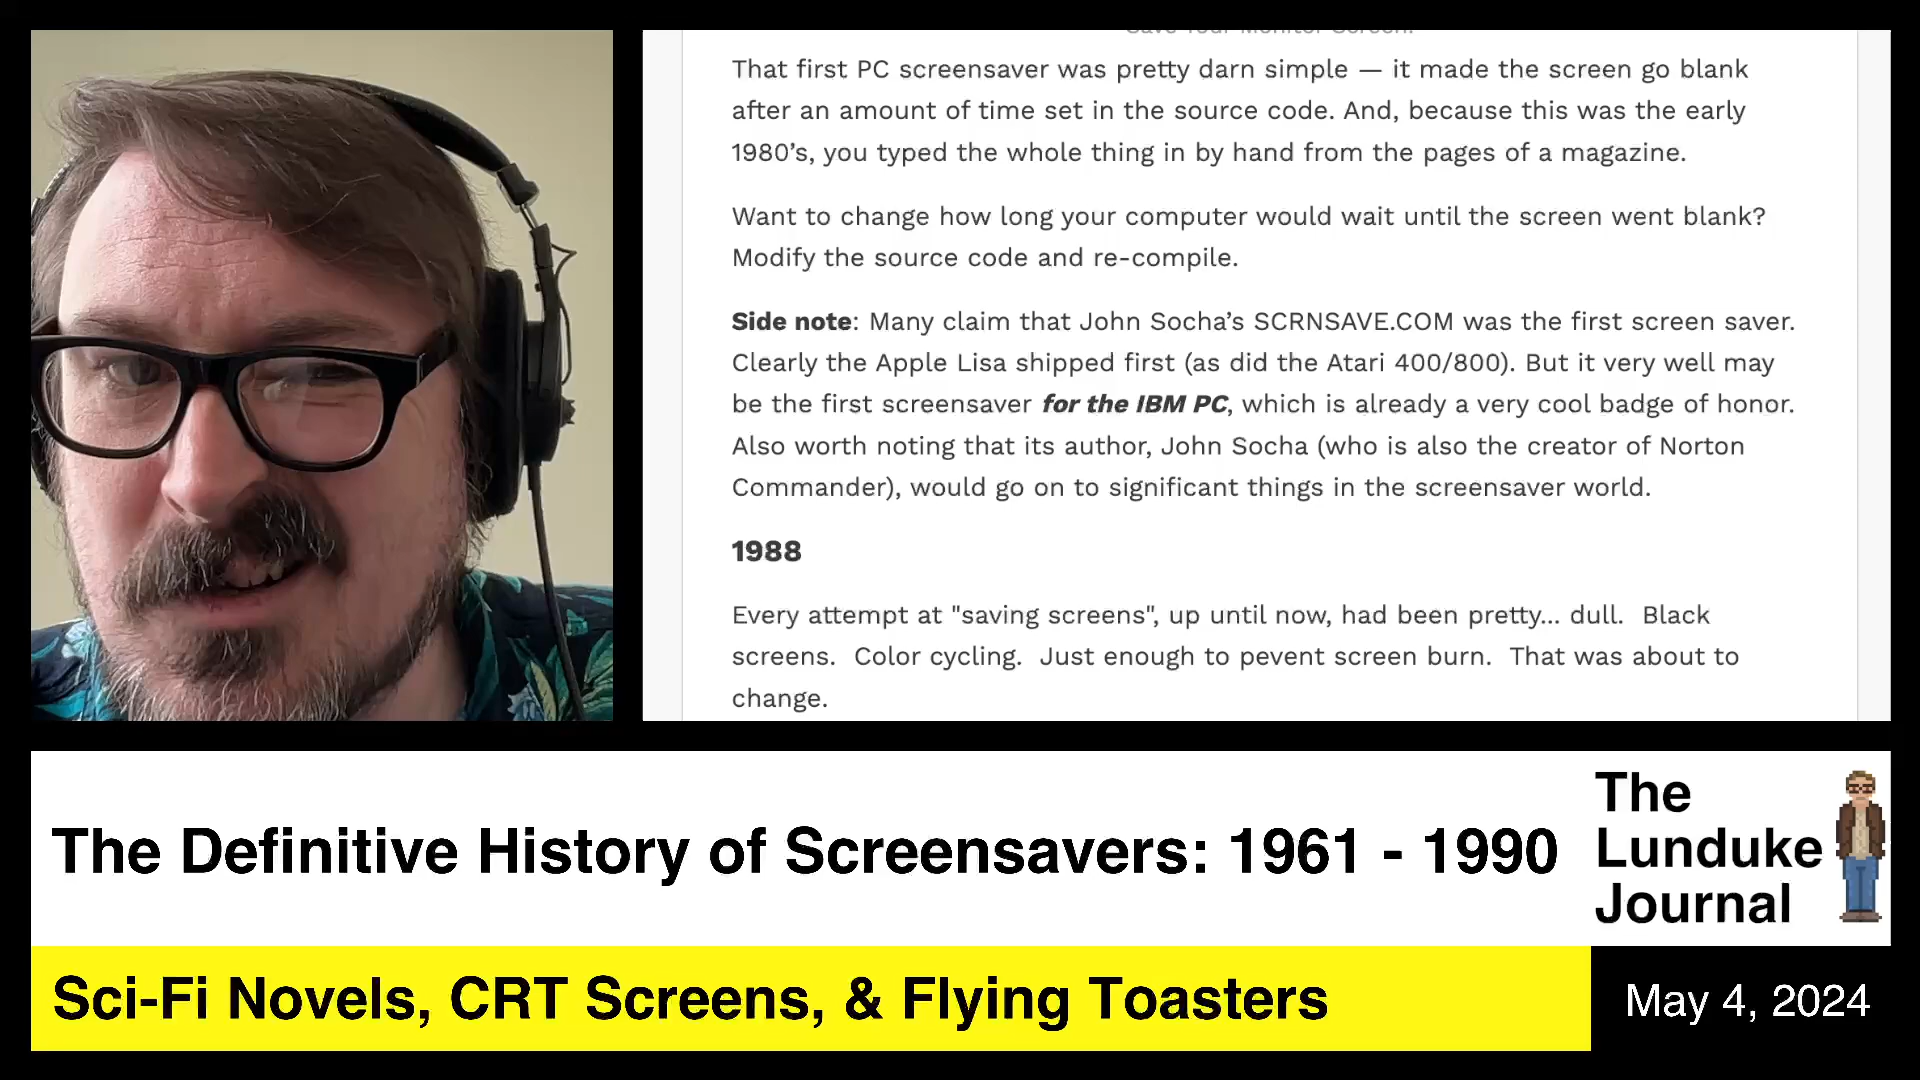 Save Your Monitor Screen!
That first PC screensaver was pretty darn simple — it made the screen go blank
after an amount of time set in the source code. And, because this was the early
1980’s, you typed the whole thing in by hand from the pages of a magazine.
Want to change how long your computer would wait until the screen went blank?
Modify the source code and re-compile.
Side note: Many claim that John Socha’s SCRNSAVE.COM was the first screen saver.
Clearly the Apple Lisa shipped first (as did the Atari 400/800). But it very well may
be the first screensaver for the IBM PC, which is already a very cool badge of honor.
Also worth noting that its author, John Socha (who is also the creator of Norton
Commander), would go on to significant things in the screensaver world.
1988
Every attempt at "saving screens", up until now, had been pretty... dull.  Black
screens.  Color cycling.  Just enough to pevent screen burn.  That was about to
change.
The Definitive History of Screensavers: 1961 - 1990
The
Lunduke
Journal
Sci-Fi Novels, CRT Screens, & Flying Toasters
May 4, 2024